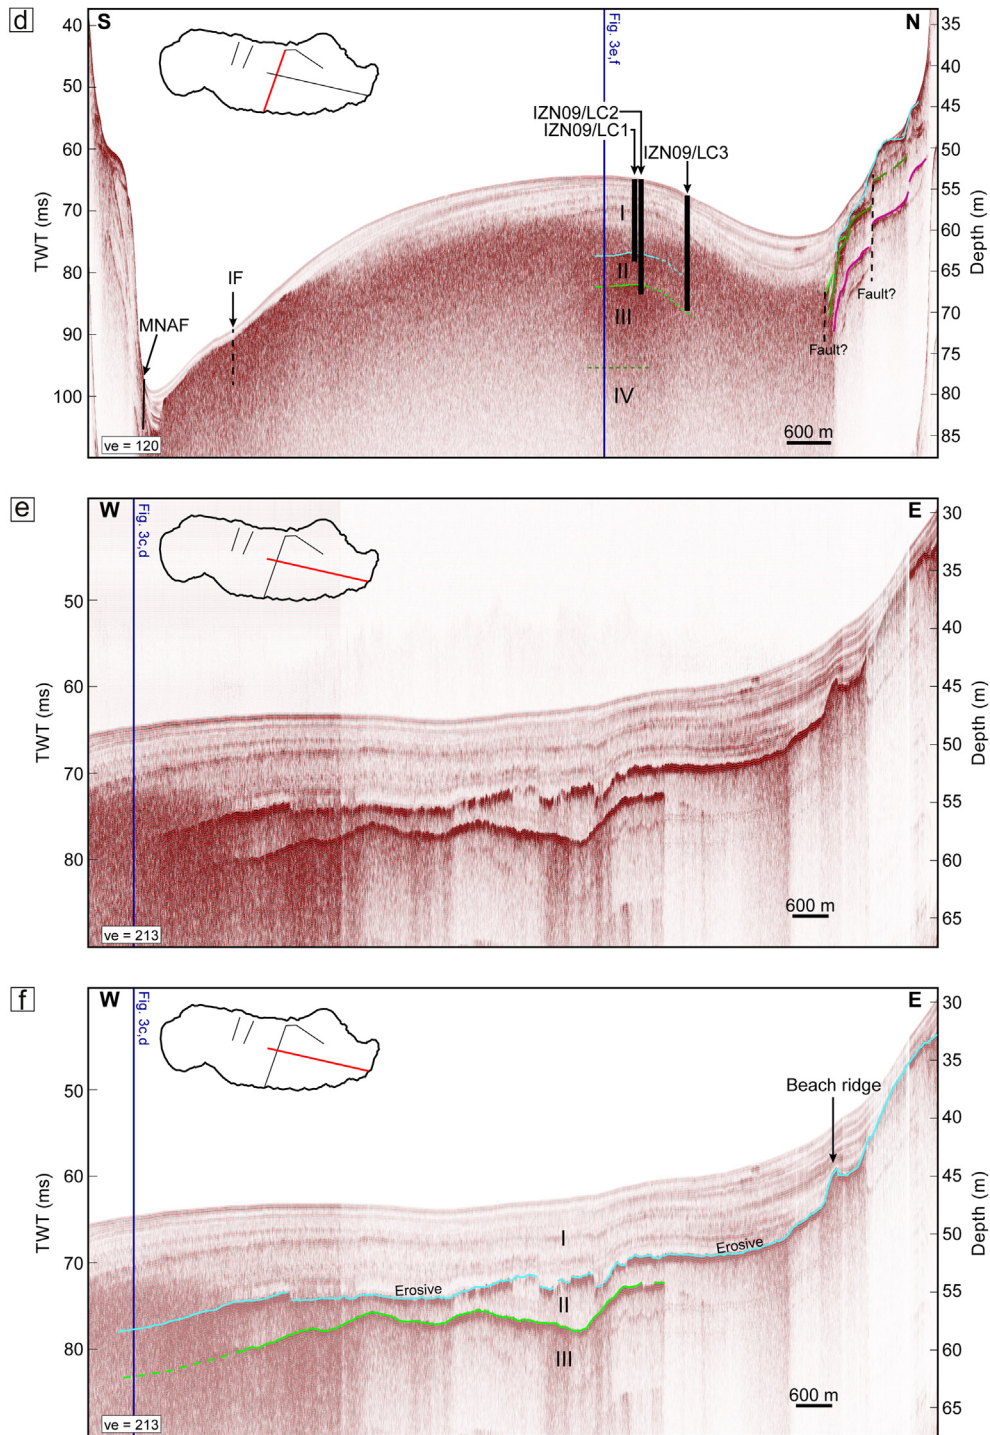 d
S
N
40
50
60
70
80
90
100
TWT (ms)
35
40
45
50
55
60
65
70
75
80
85
Depth (m)
Fig. 3e,f
IZN09/LC2
IZN09/LC1
IZN09/LC3
I
II
III
IV
IF
MNAF
Fault?
Fault?
600 m
ve = 120
e
W
E
Fig. 3c,d
50
60
70
80
TWT (ms)
30
35
40
45
50
55
60
65
Depth (m)
600 m
ve = 213
f
W
E
Fig. 3c,d
50
60
70
80
TWT (ms)
30
35
40
45
50
55
60
65
Depth (m)
Beach ridge
I
Erosive
Erosive
II
III
600 m
ve = 213